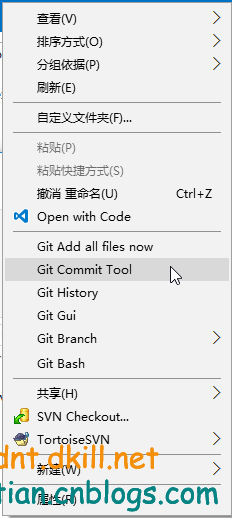 查看(V)
排序方式(O)
分组依据(P)
刷新(E)
自定义文件夹(F)...
粘贴(P)
粘贴快捷方式(S)
撤消 重命名(U) Ctrl+Z
Open with Code
Git Add all files now
Git Commit Tool
Git History
Git Gui
Git Branch
Git Bash
共享(H)
SVN Checkout...
TortoiseSVN
dnt.dkill.net
新建(W)
tian.cnblogs.com
属性(R)